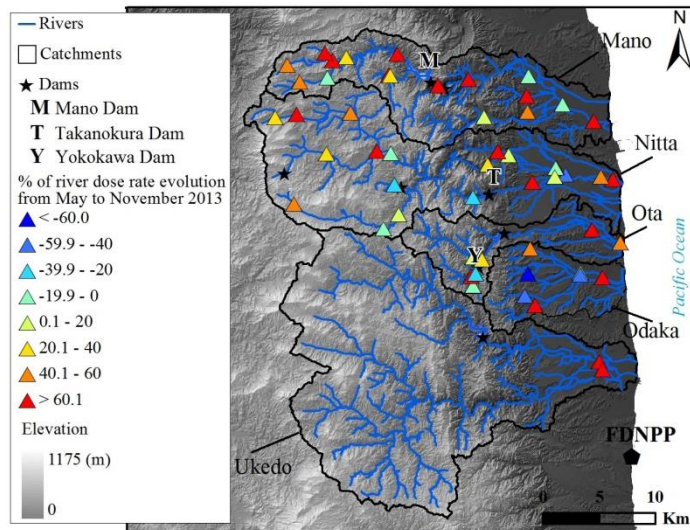 Rivers
Catchments
Dams
M Mano Dam
T Takanokura Dam
Y Yokokawa Dam
% of river dose rate evolution
from May to November 2013
< -60.0
-59.9 - -40
-39.9 - -20
-19.9 - 0
0.1 - 20
20.1 - 40
40.1 - 60
> 60.1
Elevation
1175 (m)
0
N
Mano
M
Nitta
T
Ota
Y
Pacific Ocean
Odaka
FDNPP
Ukedo
0 5 10
Km